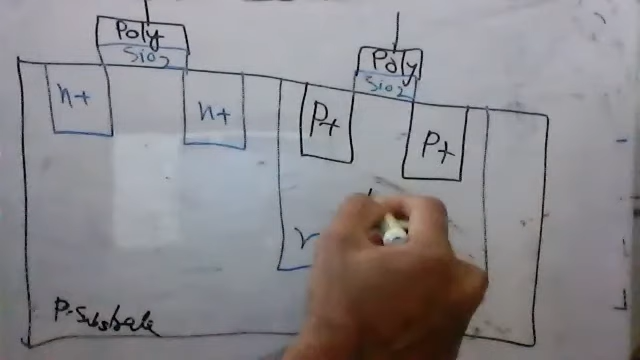 Poly
SiO2
Poly
SiO2
n+
n+
P+
P+
P-Substrate